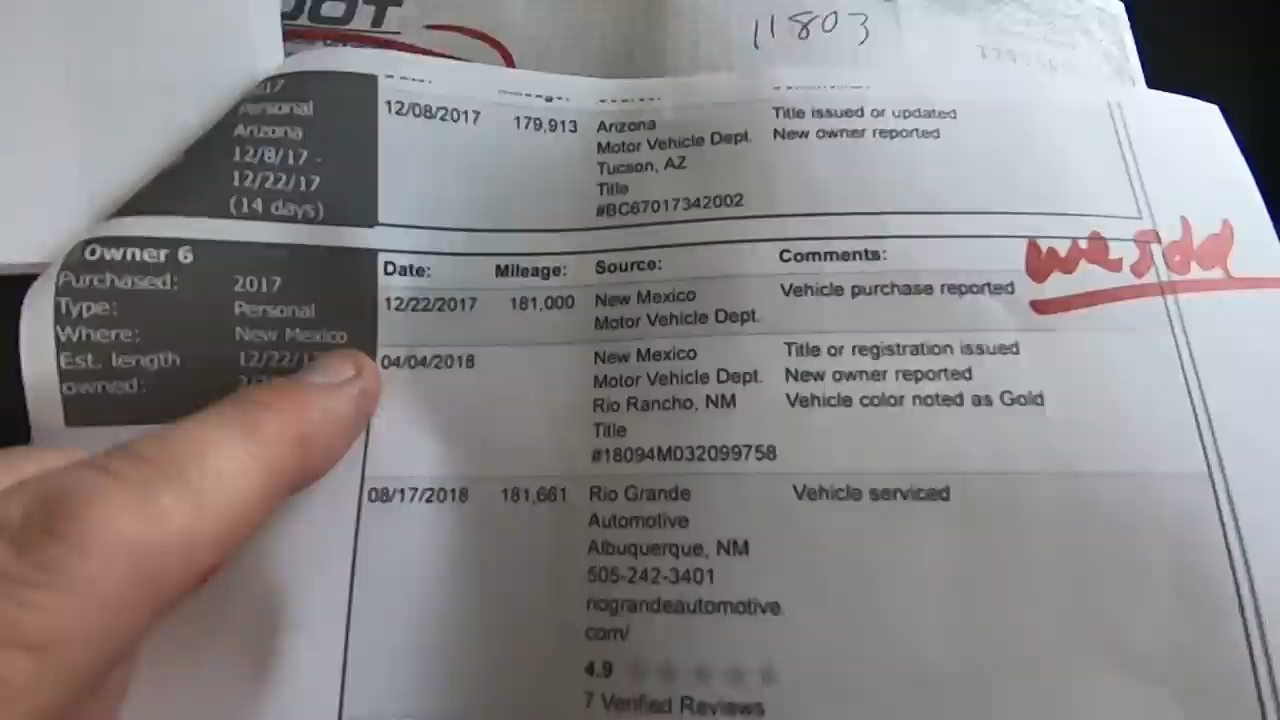 11803
Personal
Arizona
12/8/17 -
12/22/17
(14 days)
12/08/2017 179,913 Arizona Title issued or updated
Motor Vehicle Dept. New owner reported
Tucson, AZ
Title
#BC67017342002
Owner 6
Purchased: 2017
Type: Personal
Where: New Mexico
Est. length 12/22/17
owned:
Date: Mileage: Source: Comments:
we sold
12/22/2017 181,000 New Mexico Vehicle purchase reported
Motor Vehicle Dept.
04/04/2018 New Mexico Title or registration issued
Motor Vehicle Dept. New owner reported
Rio Rancho, NM Vehicle color noted as Gold
Title
#18094M032099758
08/17/2018 181,661 Rio Grande Vehicle serviced
Automotive
Albuquerque, NM
505-242-3401
riograndeautomotive.
com/
4.9
7 Verified Reviews